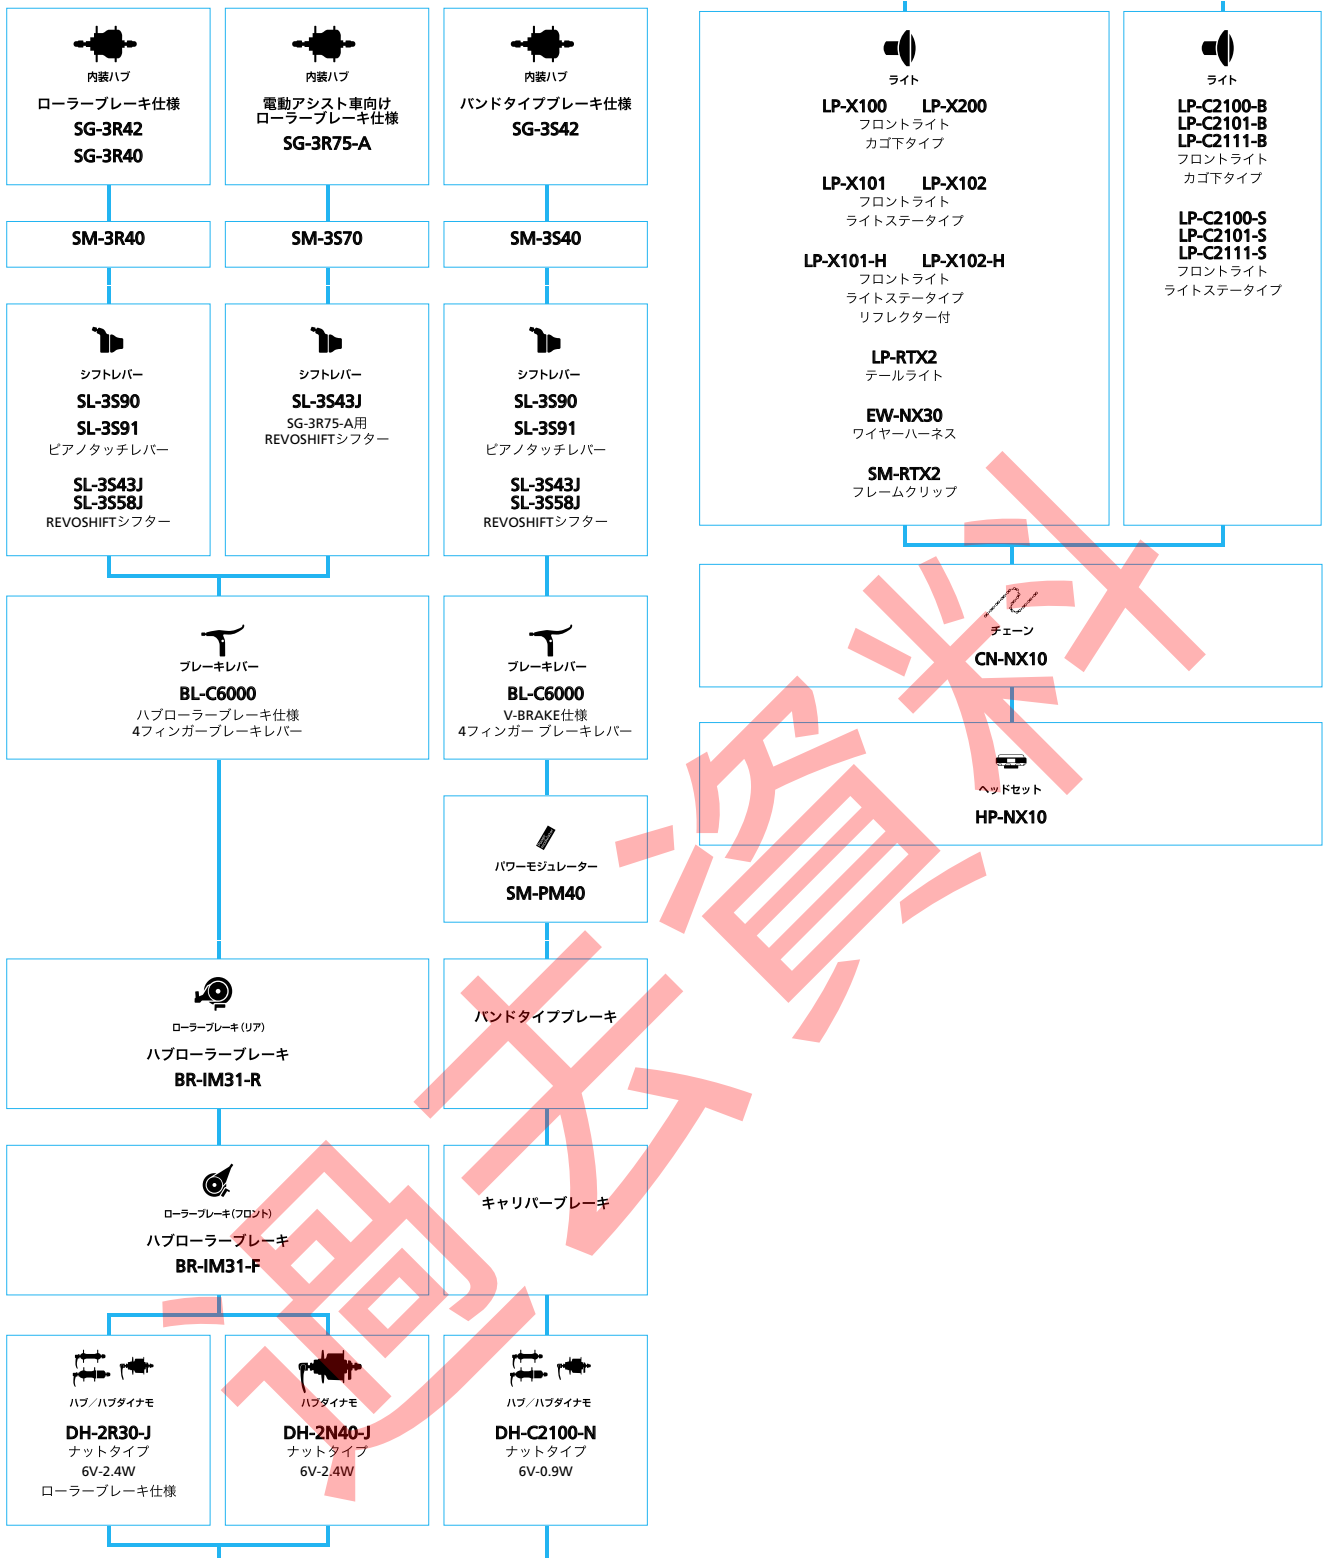 内装ハブ
ローラーブレーキ仕様
SG-3R42
SG-3R40
内装ハブ
電動アシスト車向け
ローラーブレーキ仕様
SG-3R75-A
内装ハブ
バンドタイプブレーキ仕様
SG-3S42
SM-3R40
SM-3S70
SM-3S40
シフトレバー
SL-3S90
SL-3S91
ピアノタッチレバー
SL-3S43J
SL-3S58J
REVOSHIFTシフター
シフトレバー
SL-3S43J
SG-3R75-A用
REVOSHIFTシフター
シフトレバー
SL-3S90
SL-3S91
ピアノタッチレバー
SL-3S43J
SL-3S58J
REVOSHIFTシフター
ブレーキレバー
BL-C6000
ハブローラーブレーキ仕様
4フィンガーブレーキレバー
ブレーキレバー
BL-C6000
V-BRAKE仕様
4フィンガー ブレーキレバー
パワーモジュレーター
SM-PM40
ローラーブレーキ（リア）
ハブローラーブレーキ
BR-IM31-R
バンドタイプブレーキ
ローラーブレーキ（フロント）
ハブローラーブレーキ
BR-IM31-F
キャリパーブレーキ
ハブ／ハブダイナモ
DH-2R30-J
ナットタイプ
6V-2.4W
ローラーブレーキ仕様
ハブダイナモ
DH-2N40-J
ナットタイプ
6V-2.4W
ハブ／ハブダイナモ
DH-C2100-N
ナットタイプ
6V-0.9W
ライト
LP-X100 LP-X200
フロントライト
カゴ下タイプ
LP-X101 LP-X102
フロントライト
ライトステータイプ
LP-X101-H LP-X102-H
フロントライト
ライトステータイプ
リフレクター付
LP-RTX2
テールライト
EW-NX30
ワイヤーハーネス
SM-RTX2
フレームクリップ
ライト
LP-C2100-B
LP-C2101-B
LP-C2111-B
フロントライト
カゴ下タイプ
LP-C2100-S
LP-C2101-S
LP-C2111-S
フロントライト
ライトステータイプ
チェーン
CN-NX10
ヘッドセット
HP-NX10
過去資料